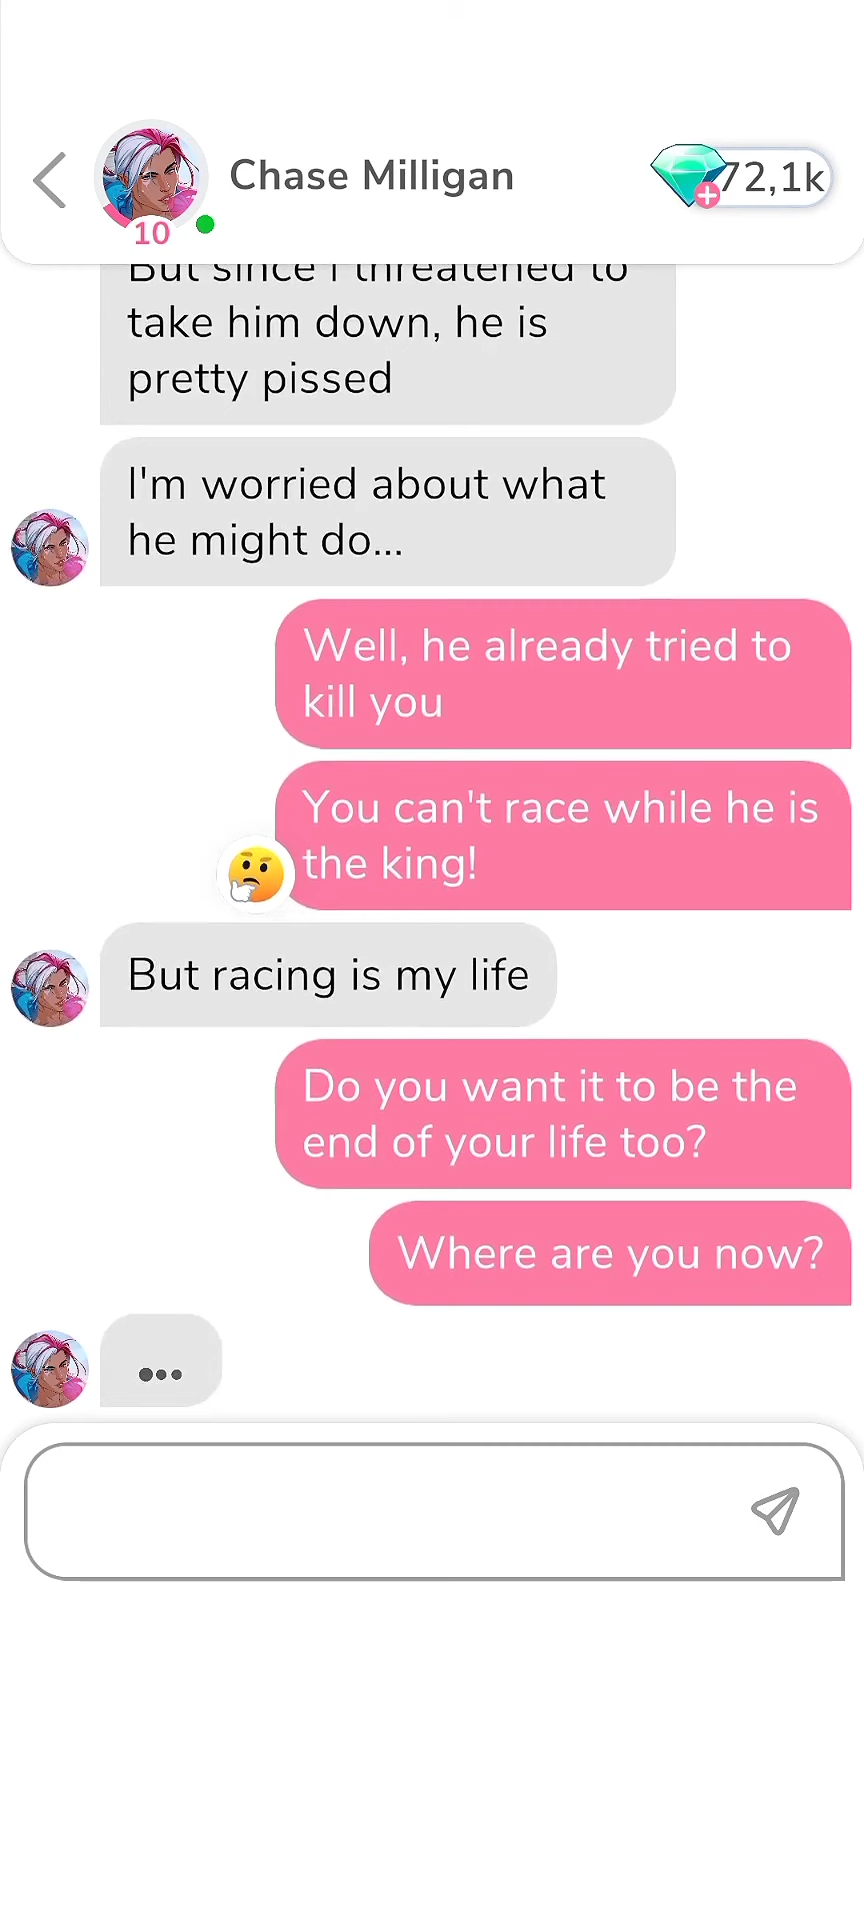 Chase Milligan
72,1k
10
But since I threatened to
take him down, he is
pretty pissed
I'm worried about what
he might do...
Well, he already tried to
kill you
You can't race while he is
the king!
But racing is my life
Do you want it to be the
end of your life too?
Where are you now?